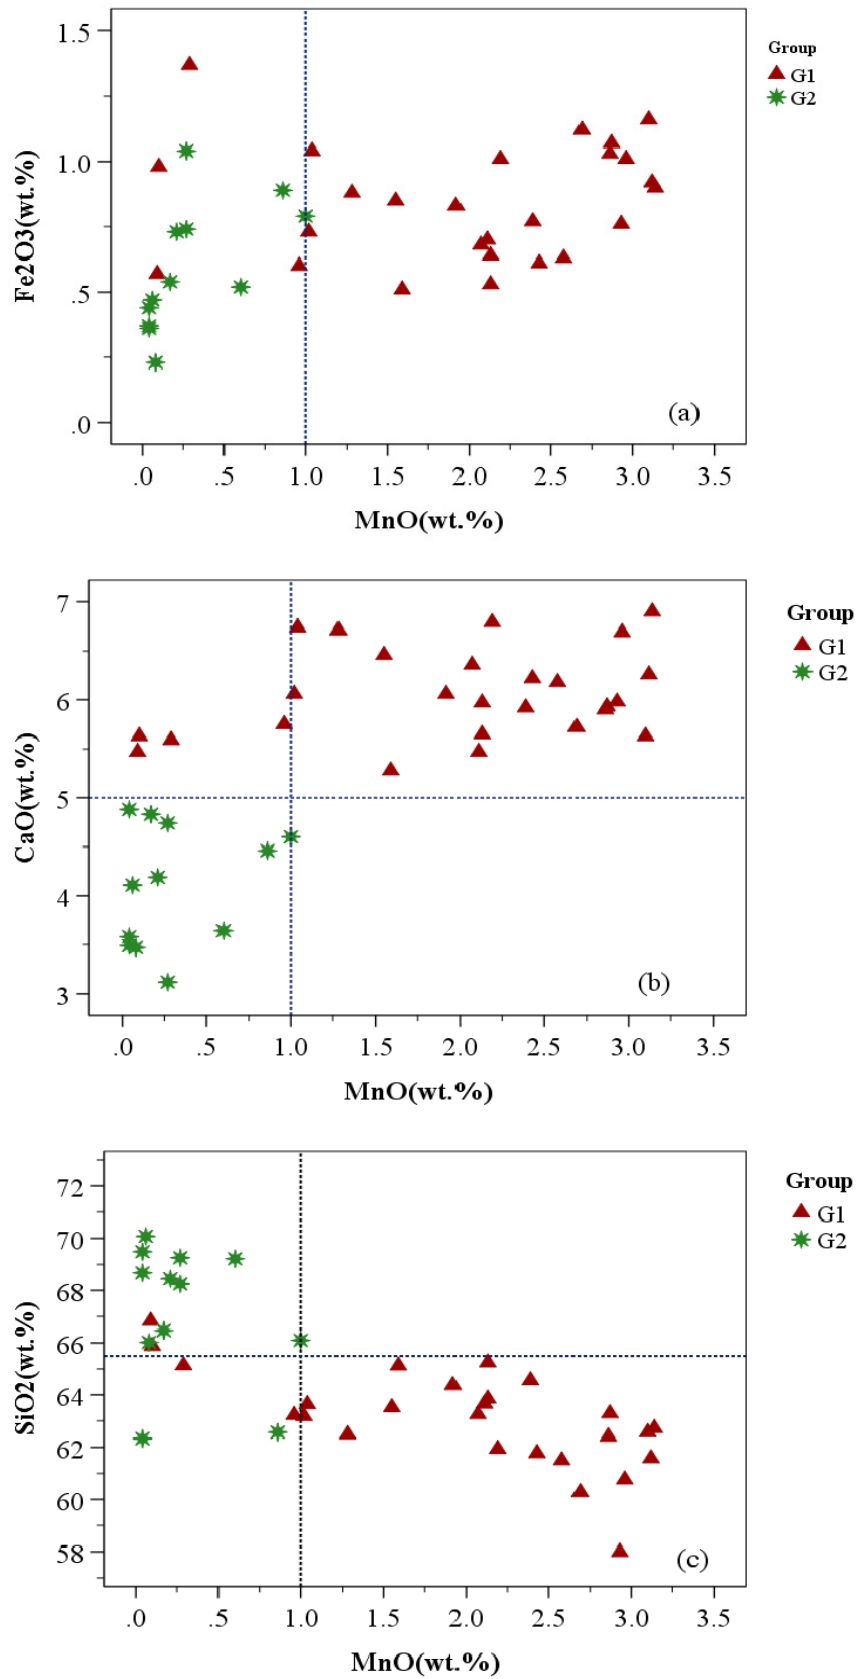 Group
G1
G2
Fe2O3(wt.%)
1.5
1.0
.5
.0
(a)
.0 .5 1.0 1.5 2.0 2.5 3.0 3.5
MnO(wt.%)
Group
G1
G2
CaO(wt.%)
7
6
5
4
3
(b)
.0 .5 1.0 1.5 2.0 2.5 3.0 3.5
MnO(wt.%)
Group
G1
G2
SiO2(wt.%)
72
70
68
66
64
62
60
58
(c)
.0 .5 1.0 1.5 2.0 2.5 3.0 3.5
MnO(wt.%)